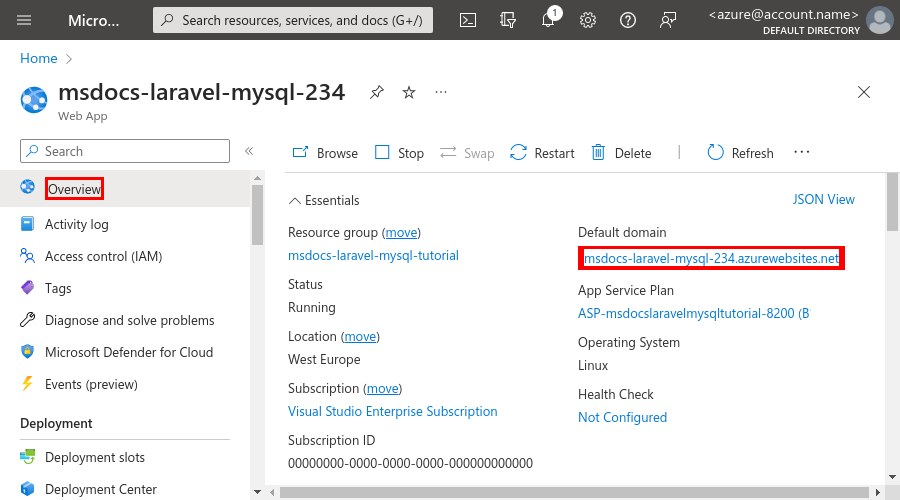 Micro...
Search resources, services, and docs (G+/)
1
<azure@account.name>
DEFAULT DIRECTORY
Home
msdocs-laravel-mysql-234
Web App
Search
Overview
Activity log
Access control (IAM)
Tags
Diagnose and solve problems
Microsoft Defender for Cloud
Events (preview)
Deployment
Deployment slots
Deployment Center
Browse
Stop
Swap
Restart
Delete
Refresh
Essentials
JSON View
Resource group (move)
msdocs-laravel-mysql-tutorial
Status
Running
Location (move)
West Europe
Subscription (move)
Visual Studio Enterprise Subscription
Subscription ID
00000000-0000-0000-0000-000000000000
Default domain
msdocs-laravel-mysql-234.azurewebsites.net
App Service Plan
ASP-msdocslaravelmysqltutorial-8200 (B
Operating System
Linux
Health Check
Not Configured